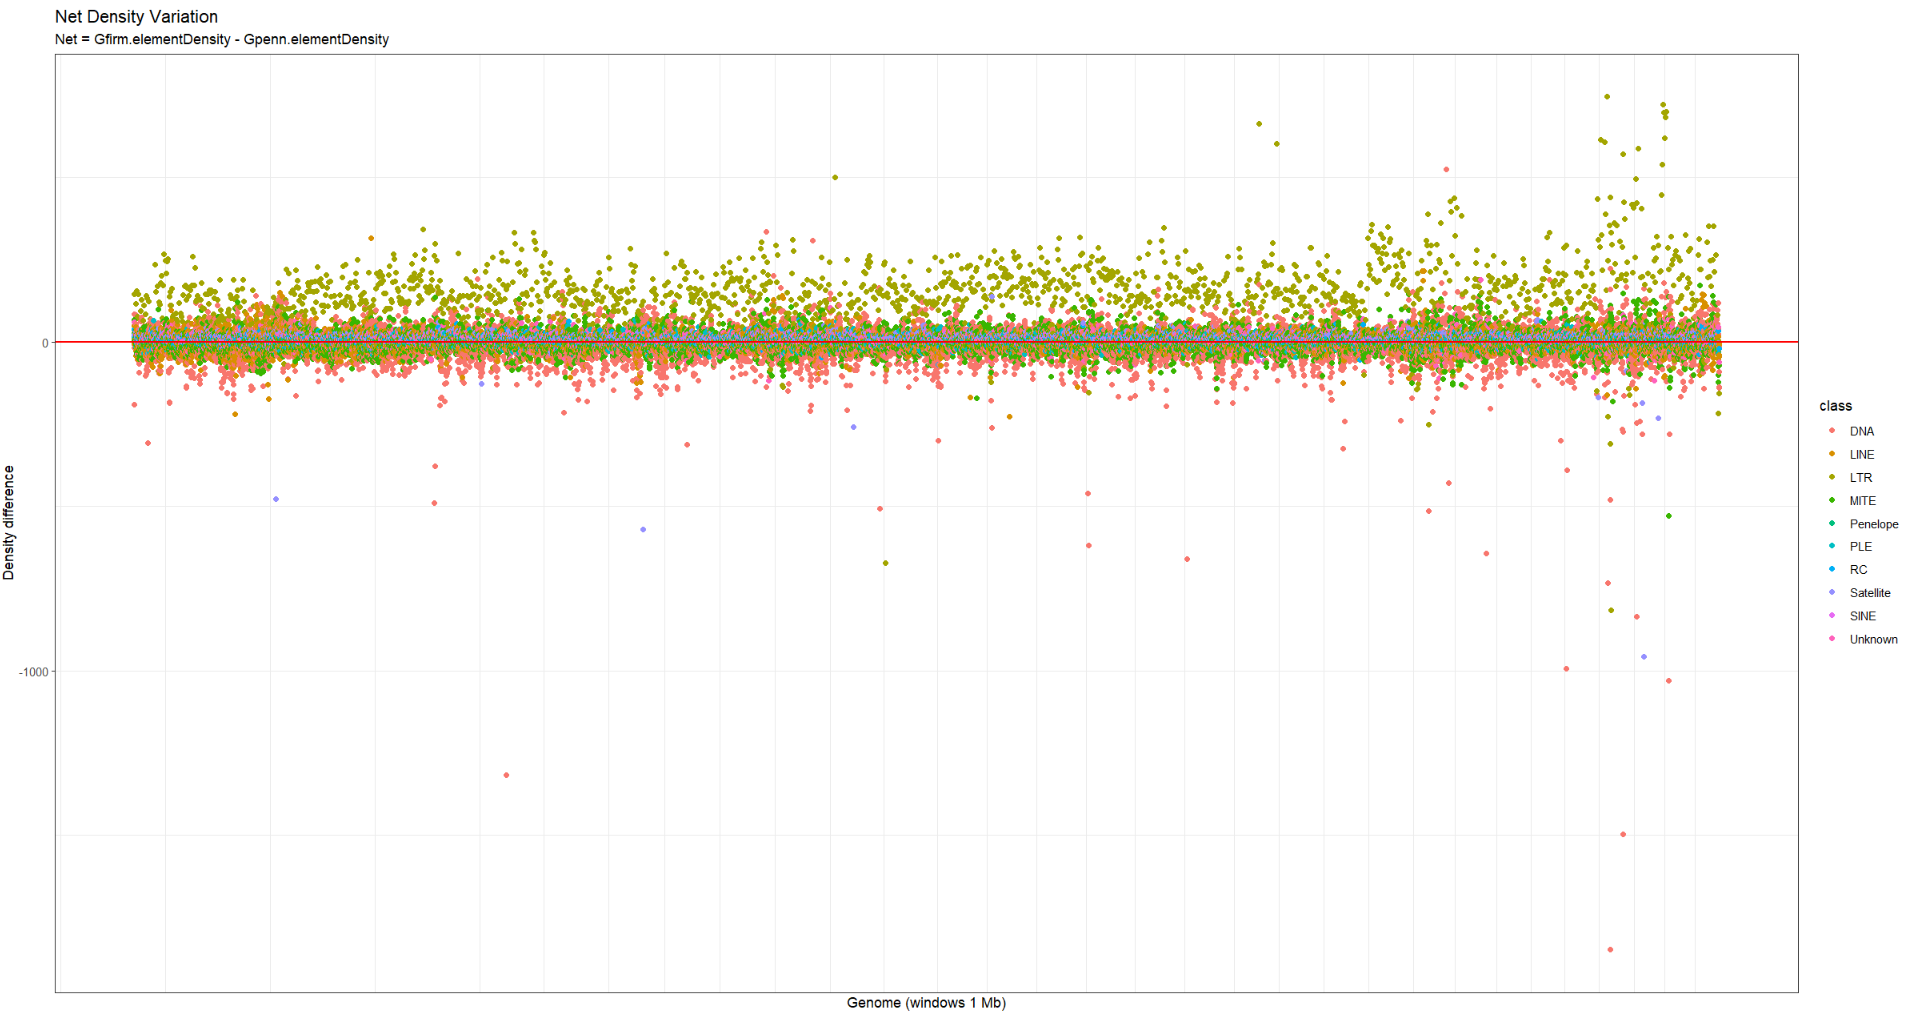 Net Density Variation
Net = Gfirm.elementDensity - Gpenn.elementDensity
0
-1000
Density difference
Genome (windows 1 Mb)
class
DNA
LINE
LTR
MITE
Penelope
PLE
RC
Satellite
SINE
Unknown